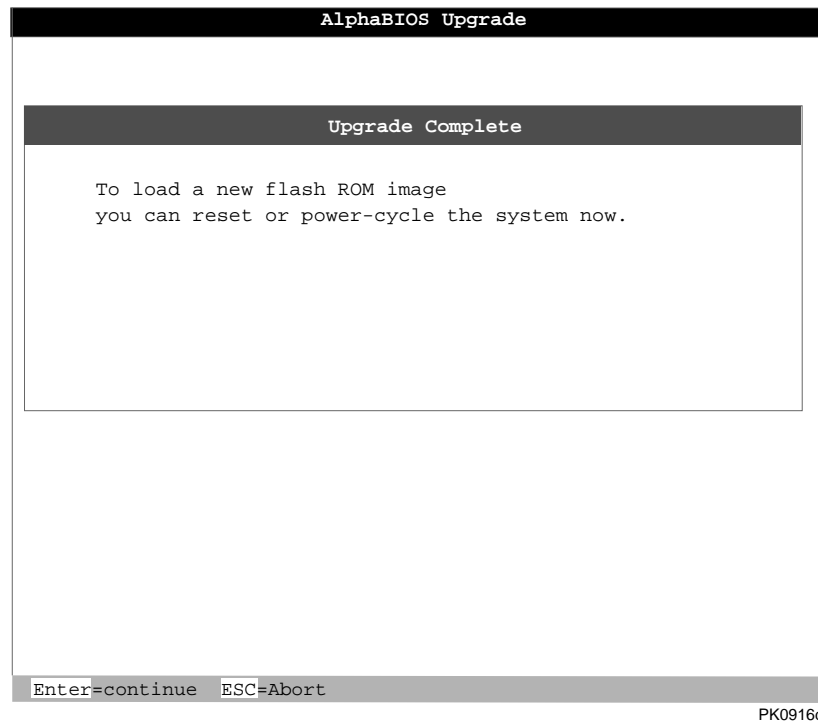 AlphaBIOS Upgrade
Upgrade Complete
To load a new flash ROM image
you can reset or power-cycle the system now.
Enter=continue ESC=Abort
PK0916c